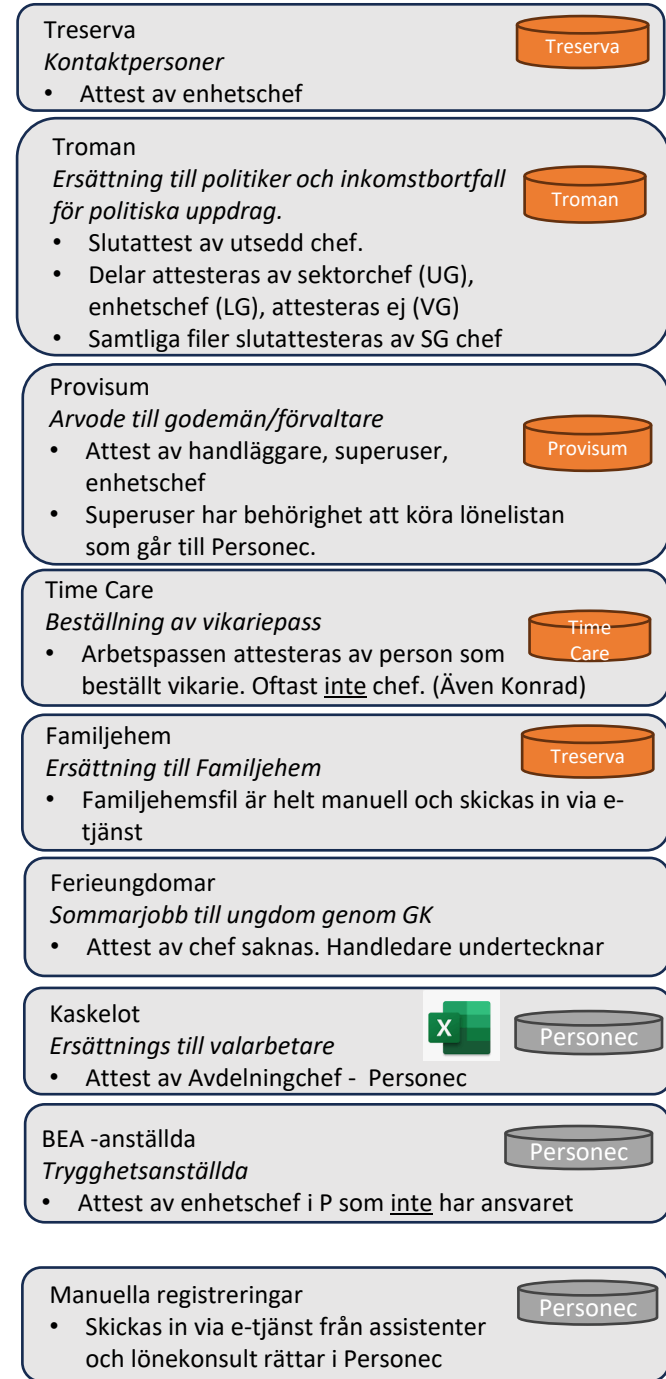 Treserva
Treserva
Kontaktpersoner
• Attest av enhetschef
Troman
Ersättning till politiker och inkomstbortfall
för politiska uppdrag.
Troman
• Slutattest av utsedd chef.
• Delar attesteras av sektorchef (UG),
enhetschef (LG), attesteras ej (VG)
• Samtliga filer slutattesteras av SG chef
Provisum
Arvode till godemän/förvaltare
• Attest av handläggare, superuser,
enhetschef
Provisum
• Superuser har behörighet att köra lönelistan
som går till Personec.
Time Care
Beställning av vikariepass
Time
Care
• Arbetspassen attesteras av person som
beställt vikarie. Oftast inte chef. (Även Konrad)
Familjehem
Ersättning till Familjehem
Treserva
• Familjehemsfil är helt manuell och skickas in via e-
tjänst
Ferieungdomar
Sommarjobb till ungdom genom GK
• Attest av chef saknas. Handledare undertecknar
Kaskelot
Ersättnings till valarbetare
X
Personec
• Attest av Avdelningchef - Personec
BEA -anställda
Trygghetsanställda
Personec
• Attest av enhetschef i P som inte har ansvaret
Manuella registreringar
Personec
• Skickas in via e-tjänst från assistenter
och lönekonsult rättar i Personec